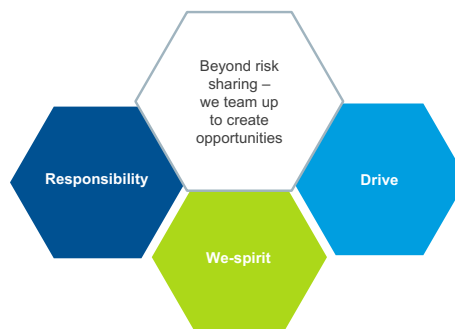 Beyond risk
sharing –
we team up
to create
opportunities
Responsibility
Drive
We-spirit